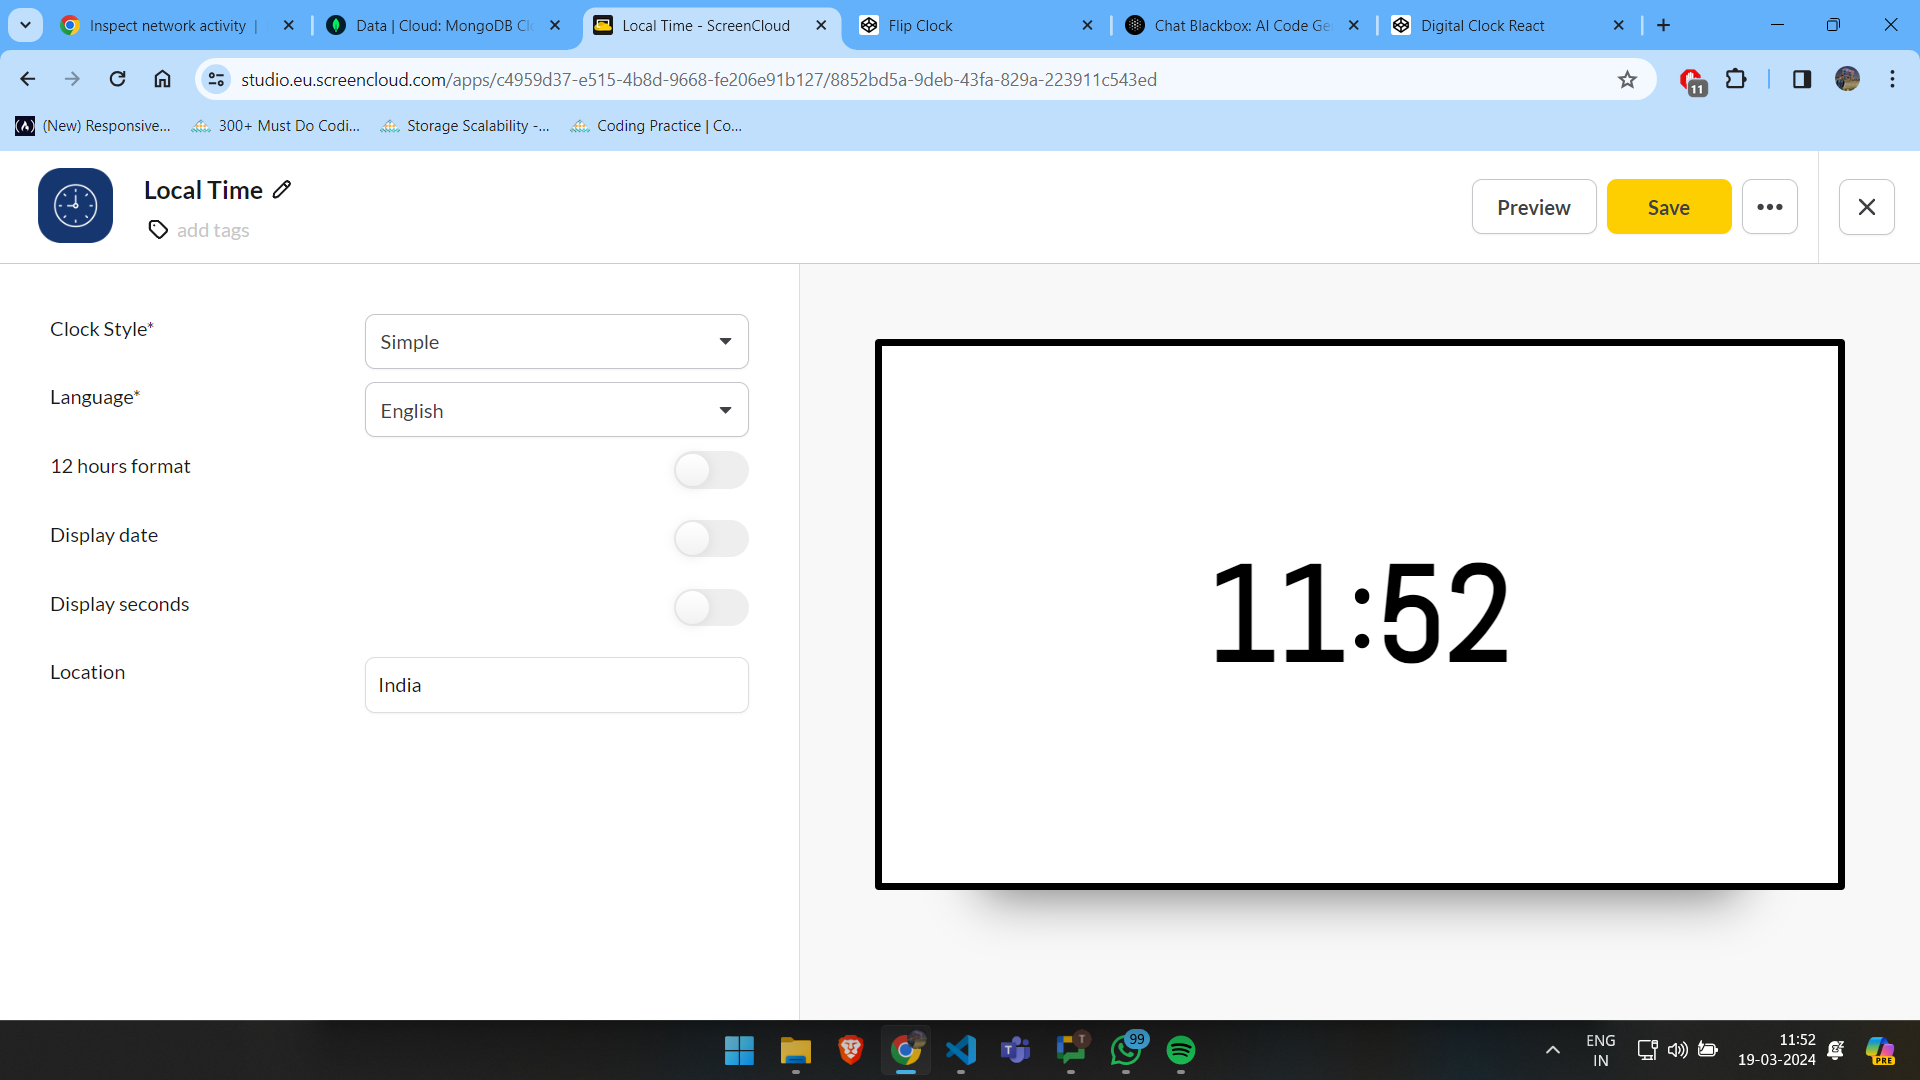 Inspect network activity |
Data | Cloud: MongoDB Cl
Local Time - ScreenCloud
Flip Clock
Chat Blackbox: AI Code Ge
Digital Clock React
studio.eu.screencloud.com/apps/c4959d37-e515-4b8d-9668-fe206e91b127/8852bd5a-9deb-43fa-829a-223911c543ed
11
(New) Responsive...
300+ Must Do Codi...
Storage Scalability -...
Coding Practice | Co...
Local Time
add tags
Preview
Save
Clock Style*
Simple
Language*
English
12 hours format
Display date
Display seconds
Location
India
11:52
T
99
ENG
IN
11:52
19-03-2024
PRE